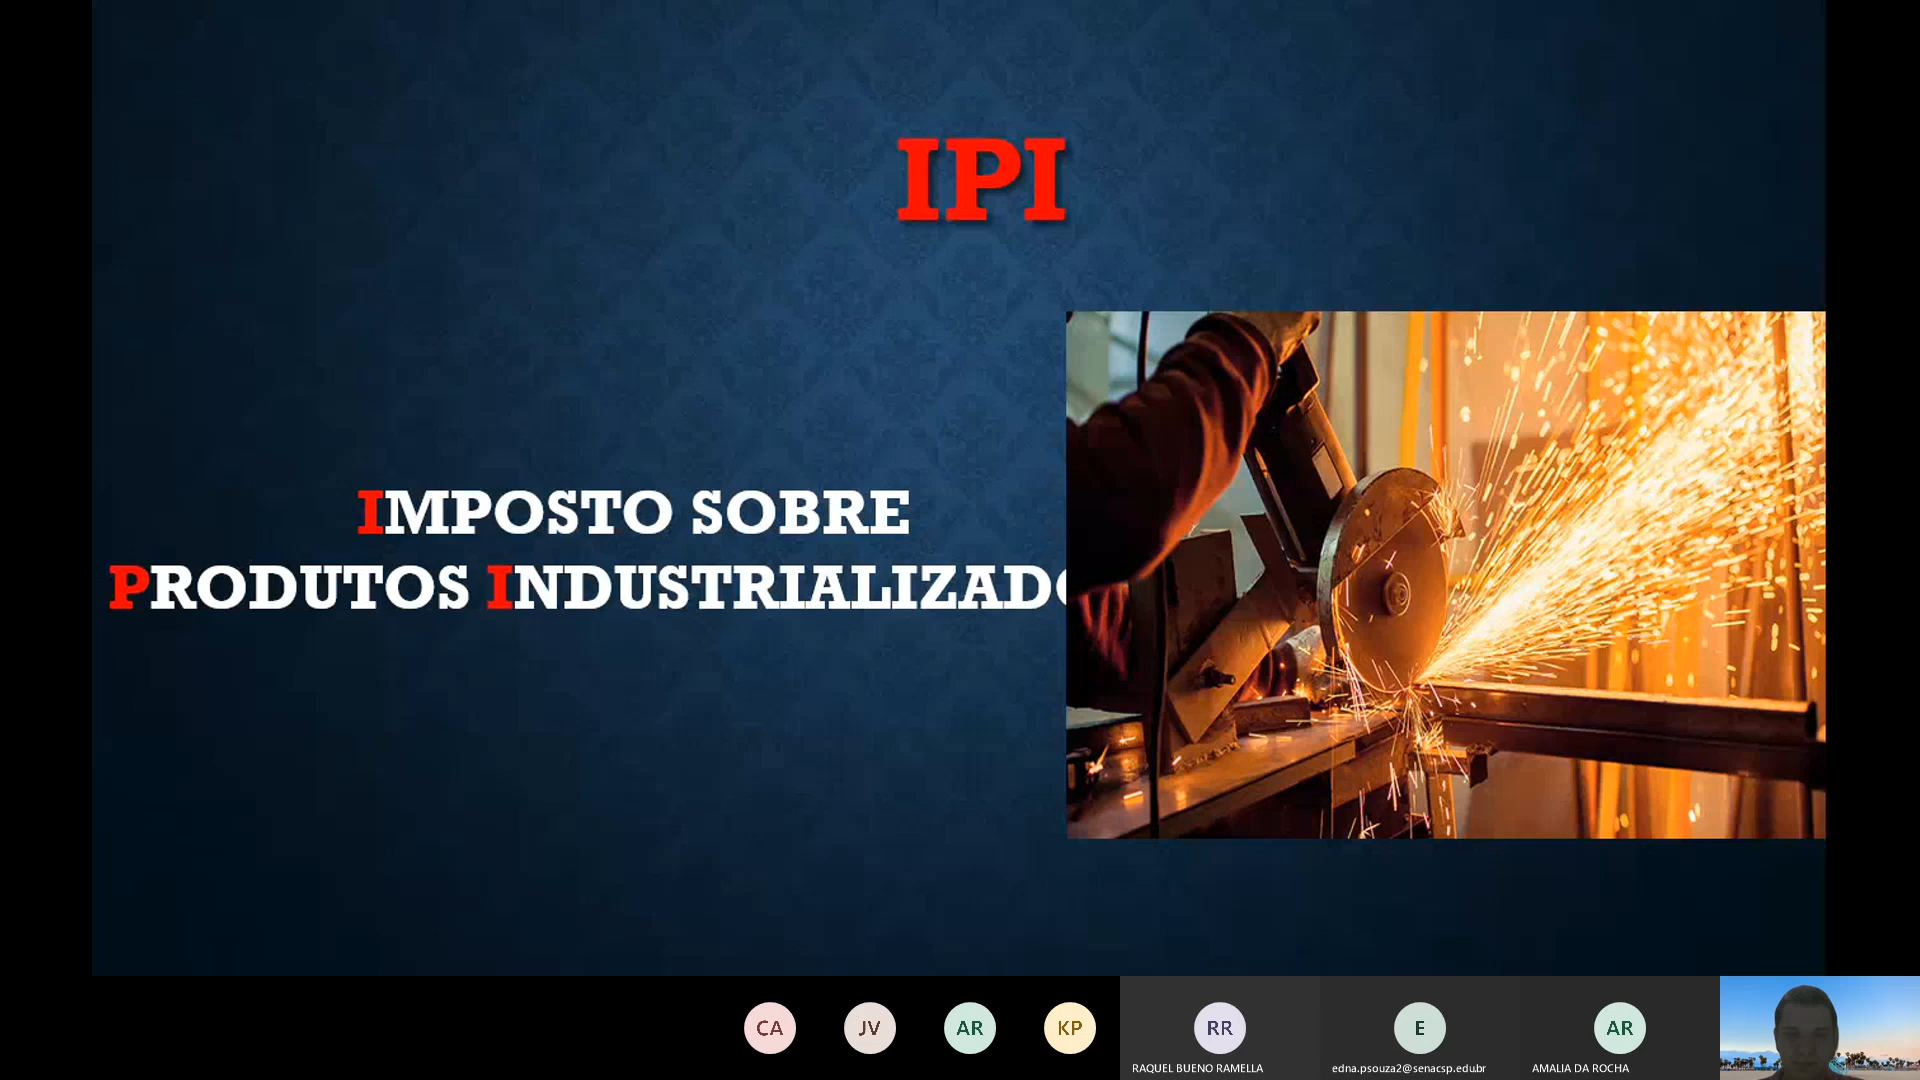 IPI
IMPOSTO SOBRE
PRODUTOS INDUSTRIALIZADO
CA
JV
AR
KP
RR
E
AR
RAQUEL BUENO RAMELLA
edna.psouza2@senacsp.edu.br
AMALIA DA ROCHA